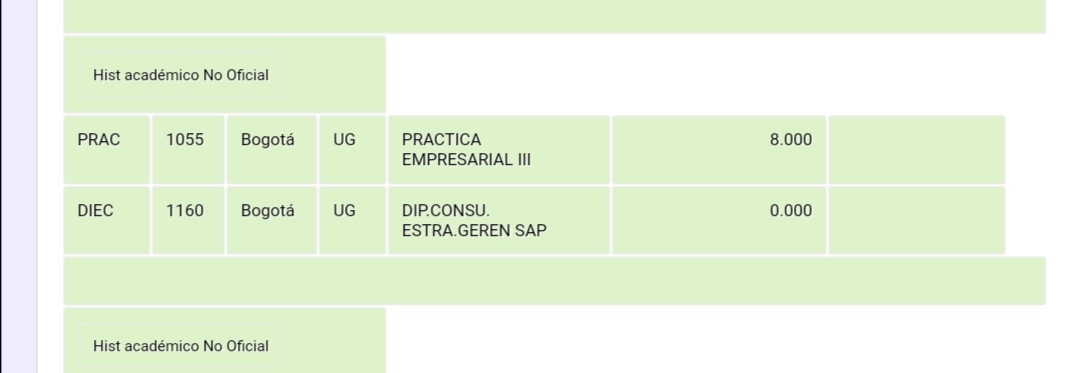 Hist académico No Oficial
PRAC 1055 Bogotá UG PRACTICA 8.000
EMPRESARIAL III
DIEC 1160 Bogotá UG DIP.CONSU. 0.000
ESTRA.GEREN SAP
Hist académico No Oficial